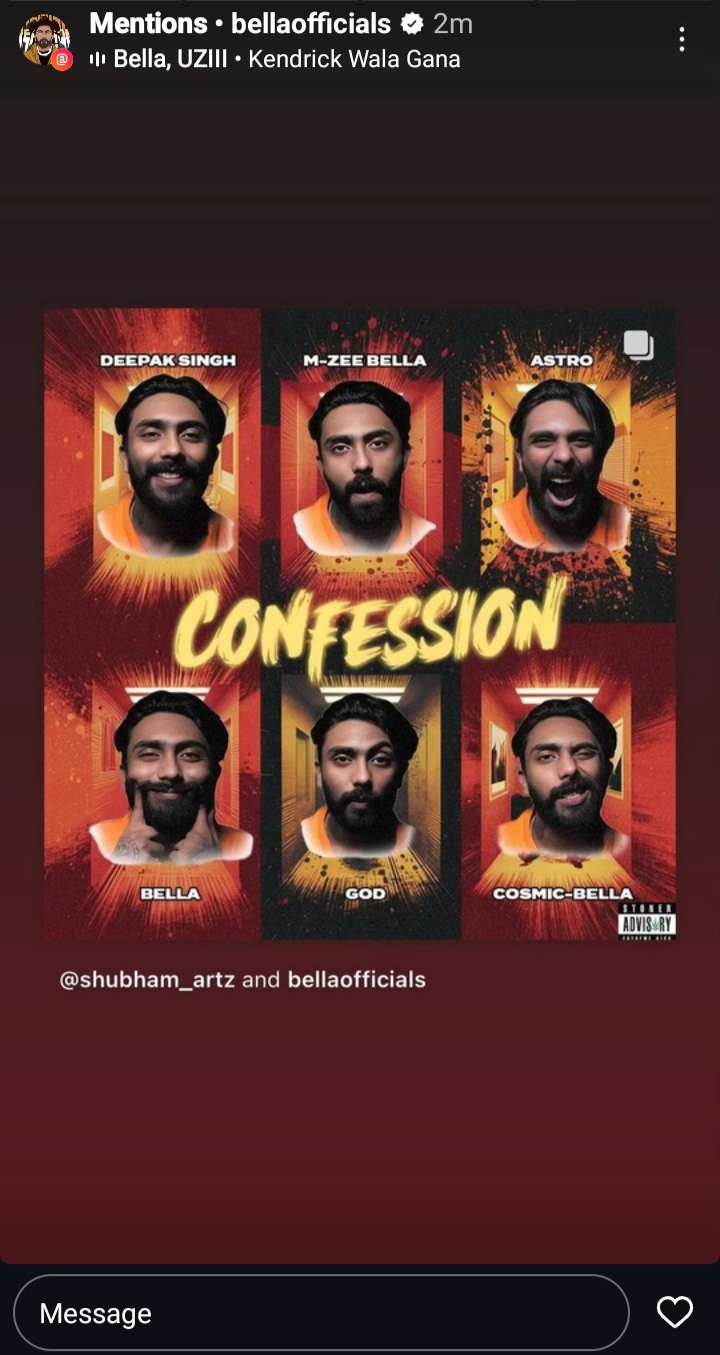 Mentions • bellaofficials 2m
Bella, UZIII • Kendrick Wala Gana
DEEPAK SINGH
M-ZEE BELLA
ASTRO
CONFESSION
BELLA
GOD
COSMIC-BELLA
STONER
ADVISORY
@shubham_artz and bellaofficials
Message